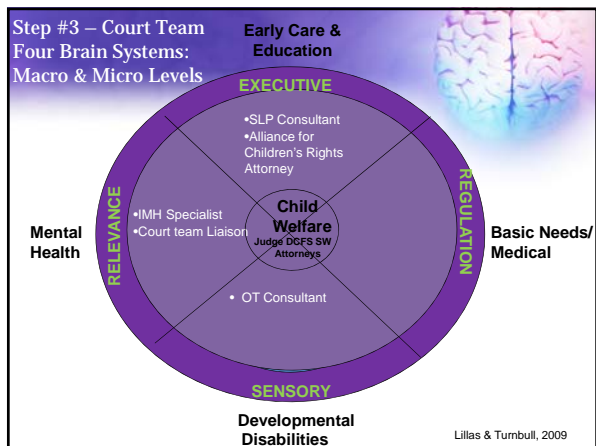 Step #3 – Court Team
Four Brain Systems:
Macro & Micro Levels
Early Care &
Education
EXECUTIVE
•SLP Consultant
•Alliance for
Children's Rights
Attorney
RELEVANCE
•IMH Specialist
•Court team Liaison
Mental
Health
Child
Welfare
Judge DCFS SW
Attorneys
REGULATION
Basic Needs/
Medical
• OT Consultant
SENSORY
Developmental
Disabilities
Lillas & Turnbull, 2009